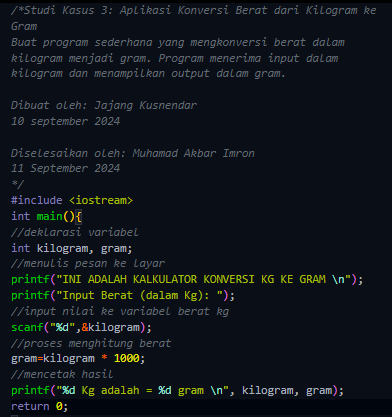 /*Studi Kasus 3: Aplikasi Konversi Berat dari Kilogram ke
Gram
Buat program sederhana yang mengkonversi berat dalam
kilogram menjadi gram. Program menerima input dalam
kilogram dan menampilkan output dalam gram.
Dibuat oleh: Jajang Kusnendar
10 september 2024
Diselesaikan oleh: Muhamad Akbar Imron
11 September 2024
*/
#include <iostream>
int main(){
//deklarasi variabel
int kilogram, gram;
//menulis pesan ke layar
printf("INI ADALAH KALKULATOR KONVERSI KG KE GRAM \n");
printf("Input Berat (dalam Kg): ");
//input nilai ke variabel berat kg
scanf("%d",&kilogram);
//proses menghitung berat
gram=kilogram * 1000;
//mencetak hasil
printf("%d Kg adalah = %d gram \n", kilogram, gram);
return 0;